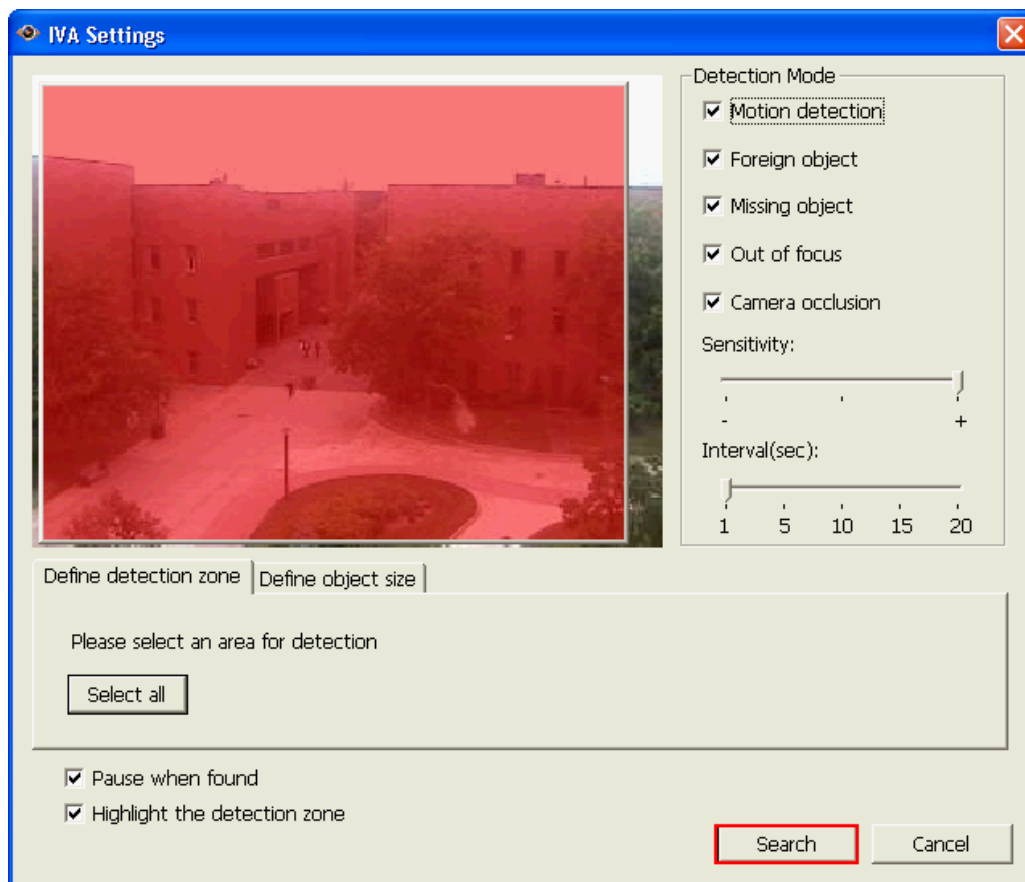 IVA Settings
Detection Mode
Motion detection
Foreign object
Missing object
Out of focus
Camera occlusion
Sensitivity:
- +
Interval(sec):
1 5 10 15 20
Define detection zone Define object size
Please select an area for detection
Select all
Pause when found
Highlight the detection zone
Search Cancel